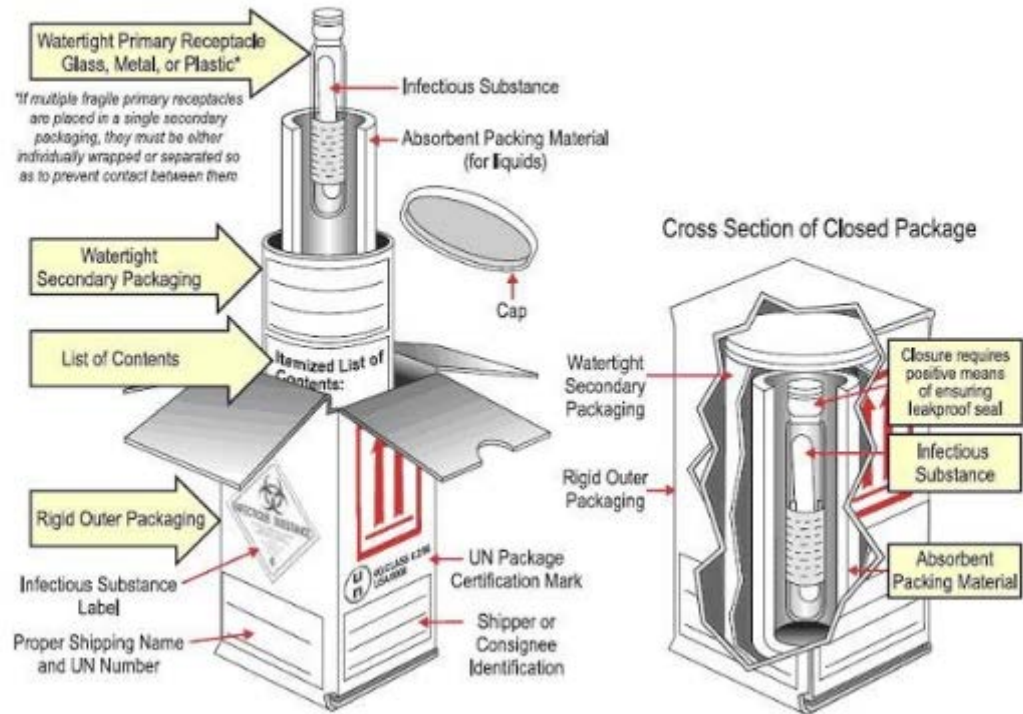 Watertight Primary Receptacle
Glass, Metal, or Plastic*
*If multiple fragile primary receptacles
are placed in a single secondary
packaging, they must be either
individually wrapped or separated so
as to prevent contact between them
Infectious Substance
Absorbent Packing Material
(for liquids)
Watertight
Secondary Packaging
Cap
List of Contents
Itemized List of
Contents:
Rigid Outer Packaging
INFECTIOUS SUBSTANCE
UN Package
Certification Mark
Infectious Substance
Label
Proper Shipping Name
and UN Number
Shipper or
Consignee
Identification
Cross Section of Closed Package
Watertight
Secondary
Packaging
Closure requires
positive means
of ensuring
leakproof seal
Rigid Outer
Packaging
Infectious
Substance
Absorbent
Packing Material